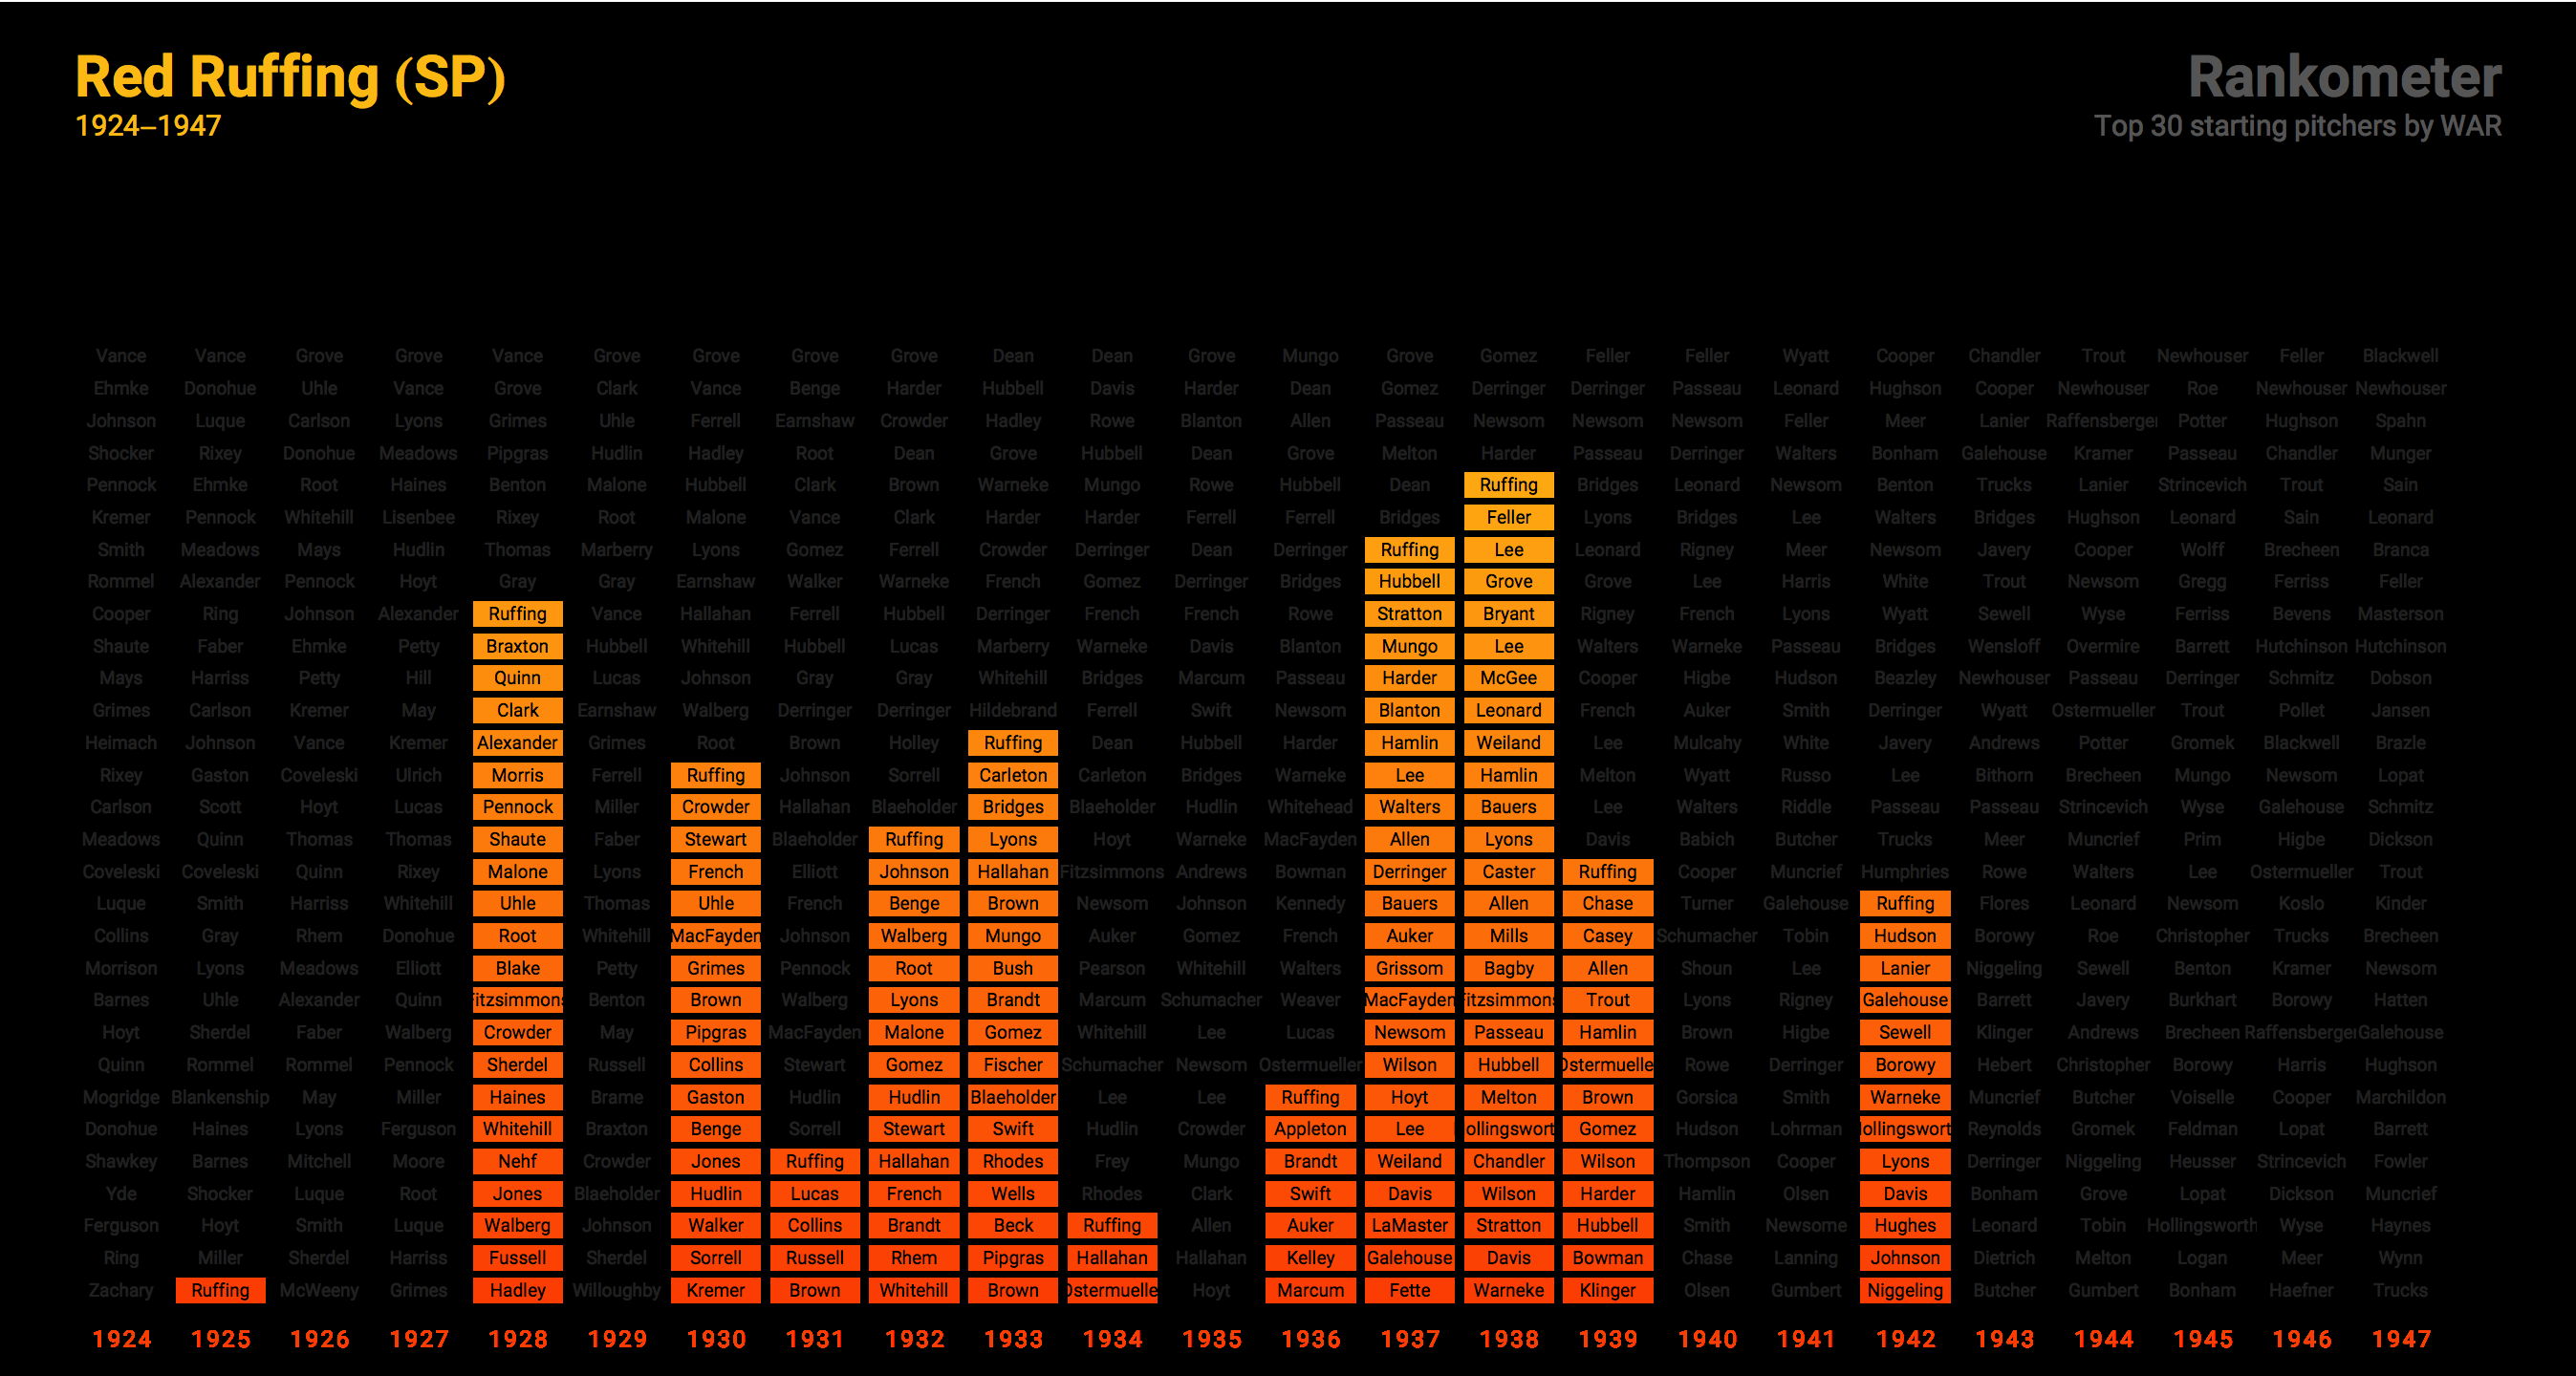 Red Ruffing (SP)
1924–1947
Rankometer
Top 30 starting pitchers by WAR
Vance Vance Grove Grove Vance Grove Grove Grove Grove Dean Dean Grove Mungo Grove Gomez Feller Feller Wyatt Cooper Chandler Trout Newhouser Feller Blackwell
Ehmke Donohue Uhle Vance Grove Clark Vance Benge Harder Hubbell Davis Harder Dean Gomez Derringer Derringer Passeau Leonard Hughson Cooper Newhouser Roe Newhouser Newhouser
Johnson Luque Carlson Lyons Grimes Uhle Ferrell Earnshaw Crowder Hadley Rowe Blanton Allen Passeau Newsom Newsom Newsom Feller Meer Lanier Raffensberger Potter Hughson Spahn
Shocker Rixey Donohue Meadows Pipgras Hudlin Hadley Root Dean Grove Hubbell Dean Grove Melton Harder Passeau Derringer Walters Bonham Galehouse Kramer Passeau Chandler Munger
Pennock Ehmke Root Haines Benton Malone Hubbell Clark Brown Warneke Mungo Rowe Hubbell Dean Ruffing Bridges Leonard Newsom Benton Trucks Lanier Strincevich Trout Sain
Kremer Pennock Whitehill Lisenbee Rixey Root Malone Vance Clark Harder Harder Ferrell Ferrell Bridges Feller Lyons Bridges Lee Walters Bridges Hughson Leonard Sain Leonard
Smith Meadows Mays Hudlin Thomas Marberry Lyons Gomez Ferrell Crowder Derringer Dean Derringer Ruffing Lee Leonard Rigney Meer Newsom Javery Cooper Wolff Brecheen Branca
Rommel Alexander Pennock Hoyt Gray Gray Earnshaw Walker Warneke French Gomez Derringer Bridges Hubbell Grove Grove Lee Harris White Trout Newsom Gregg Ferriss Feller
Cooper Ring Johnson Alexander Ruffing Vance Hallahan Ferrell Hubbell Derringer French French Rowe Stratton Bryant Rigney French Lyons Wyatt Sewell Wyse Ferriss Bevens Masterson
Shaute Faber Ehmke Petty Braxton Hubbell Whitehill Hubbell Lucas Marberry Warneke Davis Blanton Mungo Lee Walters Warneke Passeau Bridges Wensloff Overmire Barrett Hutchinson Hutchinson
Mays Harriss Petty Hill Quinn Lucas Johnson Gray Gray Whitehill Bridges Marcum Passeau Harder McGee Cooper Higbe Hudson Beazley Newhouser Passeau Derringer Schmitz Dobson
Grimes Carlson Kremer May Clark Earnshaw Walberg Derringer Derringer Hildebrand Ferrell Swift Newsom Blanton Leonard French Auker Smith Derringer Wyatt Ostermueller Trout Pollet Jansen
Heimach Johnson Vance Kremer Alexander Grimes Root Brown Holley Ruffing Dean Hubbell Harder Hamlin Weiland Lee Mulcahy White Javery Andrews Potter Gromek Blackwell Brazle
Rixey Gaston Coveleski Ulrich Morris Ferrell Ruffing Johnson Sorrell Carleton Carleton Bridges Warneke Lee Hamlin Melton Wyatt Russo Lee Bithorn Brecheen Mungo Newsom Lopat
Carlson Scott Hoyt Lucas Pennock Miller Crowder Hallahan Blaeholder Bridges Blaeholder Hudlin Whitehead Walters Bauers Lee Walters Riddle Passeau Passeau Strincevich Wyse Galehouse Schmitz
Meadows Quinn Thomas Thomas Shaute Faber Stewart Blaeholder Ruffing Lyons Hoyt Warneke MacFayden Allen Lyons Davis Babich Butcher Trucks Meer Muncrief Prim Higbe Dickson
Coveleski Coveleski Quinn Rixey Malone Lyons French Elliott Johnson Hallahan Fitzsimmons Andrews Bowman Derringer Caster Ruffing Cooper Muncrief Humphries Rowe Walters Lee Ostermueller Trout
Luque Smith Harriss Whitehill Uhle Thomas Uhle French Benge Brown Newsom Johnson Kennedy Bauers Allen Chase Turner Galehouse Ruffing Flores Leonard Newsom Koslo Kinder
Collins Gray Rhem Donohue Root Whitehill MacFayden Johnson Walberg Mungo Auker Gomez French Auker Mills Casey Schumacher Tobin Hudson Borowy Roe Christopher Trucks Brecheen
Morrison Lyons Meadows Elliott Blake Petty Grimes Pennock Root Bush Pearson Whitehill Walters Grissom Bagby Allen Shoun Lee Lanier Niggeling Sewell Benton Kramer Newsom
Barnes Uhle Alexander Quinn itzsimmon Benton Brown Walberg Lyons Brandt Marcum Schumacher Weaver MacFayden itzsimmon Trout Lyons Rigney Galehouse Barrett Javery Burkhart Borowy Hatten
Hoyt Sherdel Faber Walberg Crowder May Pipgras MacFayden Malone Gomez Whitehill Lee Lucas Newsom Passeau Hamlin Brown Higbe Sewell Klinger Andrews Brecheen Raffensberger Galehouse
Quinn Rommel Rommel Pennock Sherdel Russell Collins Stewart Gomez Fischer Schumacher Newsom Ostermueller Wilson Hubbell stermuelle Rowe Derringer Borowy Hebert Christopher Borowy Harris Hughson
Mogridge Blankenship May Miller Haines Brame Gaston Hudlin Hudlin Blaeholder Lee Lee Ruffing Hoyt Melton Brown Gorsica Smith Warneke Muncrief Butcher Voiselle Cooper Marchildon
Donohue Haines Lyons Ferguson Whitehill Braxton Benge Sorrell Stewart Swift Hudlin Crowder Appleton Lee ollingswort Gomez Hudson Lohrman ollingswort Reynolds Gromek Feldman Lopat Barrett
Shawkey Barnes Mitchell Moore Nehf Crowder Jones Ruffing Hallahan Rhodes Frey Mungo Brandt Weiland Chandler Wilson Thompson Cooper Lyons Derringer Niggeling Heusser Strincevich Fowler
Yde Shocker Luque Root Jones Blaeholder Hudlin Lucas French Wells Rhodes Clark Swift Davis Wilson Harder Hamlin Olsen Davis Bonham Grove Lopat Dickson Muncrief
Ferguson Hoyt Smith Luque Walberg Johnson Walker Collins Brandt Beck Ruffing Allen Auker LaMaster Stratton Hubbell Smith Newsome Hughes Leonard Tobin Hollingsworth Wyse Haynes
Ring Miller Sherdel Harriss Fussell Sherdel Sorrell Russell Rhem Pipgras Hallahan Hallahan Kelley Galehouse Davis Bowman Chase Lanning Johnson Dietrich Melton Logan Meer Wynn
Zachary Ruffing McWeeny Grimes Hadley Willoughby Kremer Brown Whitehill Brown stermuelle Hoyt Marcum Fette Warneke Klinger Olsen Gumbert Niggeling Butcher Gumbert Bonham Haefner Trucks
1924 1925 1926 1927 1928 1929 1930 1931 1932 1933 1934 1935 1936 1937 1938 1939 1940 1941 1942 1943 1944 1945 1946 1947